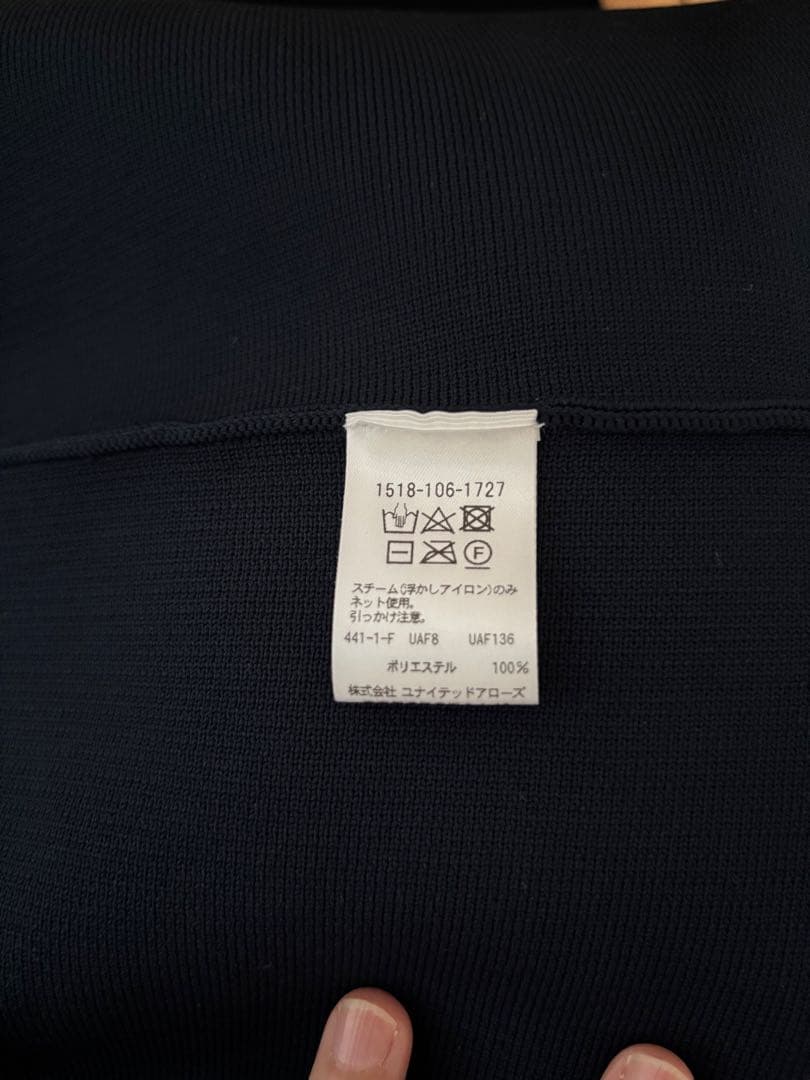 1518-106-1727
F
スチーム(浮かしアイロン)のみ
ネット使用。
引っかけ注意。
441-1-F UAF8 UAF136
ポリエステル 100%
株式会社 ユナイテッドアローズ